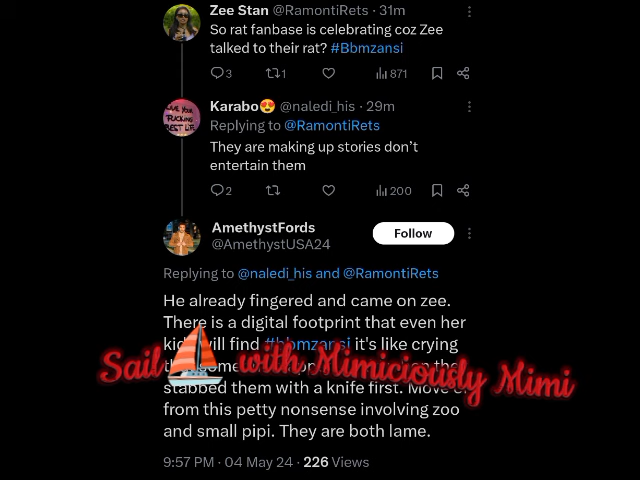 Zee Stan @RamontiRets · 31m
So rat fanbase is celebrating coz Zee
talked to their rat? #Bbmzansi
3 1 871
Karabo😍 @naledi_his · 29m
Replying to @RamontiRets
They are making up stories don't
entertain them
2 200
AmethystFords
@AmethystUSA24
Follow
Replying to @naledi_his and @RamontiRets
He already fingered and came on zee.
There is a digital footprint that even her
will find #bbmzansi it's like crying
Sail⛵ with Mimiciously Mimi
stabbed them with a knife first. Move
from this petty nonsense involving zoo
and small pipi. They are both lame.
9:57 PM · 04 May 24 · 226 Views